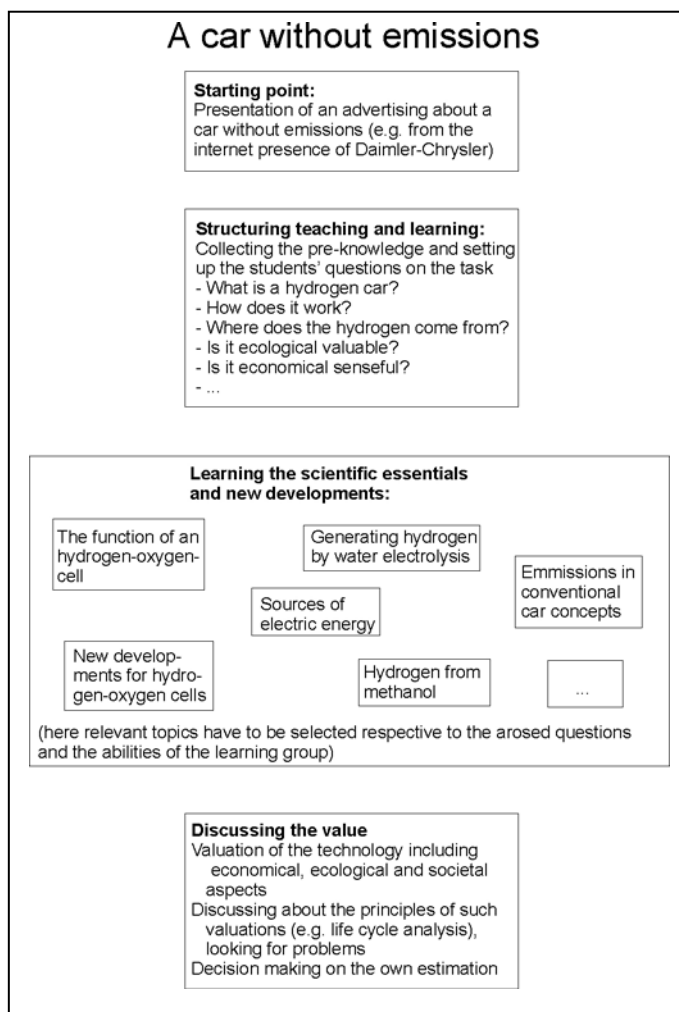 A car without emissions
Starting point:
Presentation of an advertising about a
car without emissions (e.g. from the
internet presence of Daimler-Chrysler)
Structuring teaching and learning:
Collecting the pre-knowledge and setting
up the students' questions on the task
- What is a hydrogen car?
- How does it work?
- Where does the hydrogen come from?
- Is it ecological valuable?
- Is it economical senseful?
- ...
Learning the scientific essentials
and new developments:
The function of an
hydrogen-oxygen-
cell
Generating hydrogen
by water electrolysis
Emmissions in
conventional
car concepts
Sources of
electric energy
New develop-
ments for hydro-
gen-oxygen cells
Hydrogen from
methanol
...
(here relevant topics have to be selected respective to the arosed questions
and the abilities of the learning group)
Discussing the value
Valuation of the technology including
economical, ecological and societal
aspects
Discussing about the principles of such
valuations (e.g. life cycle analysis),
looking for problems
Decision making on the own estimation